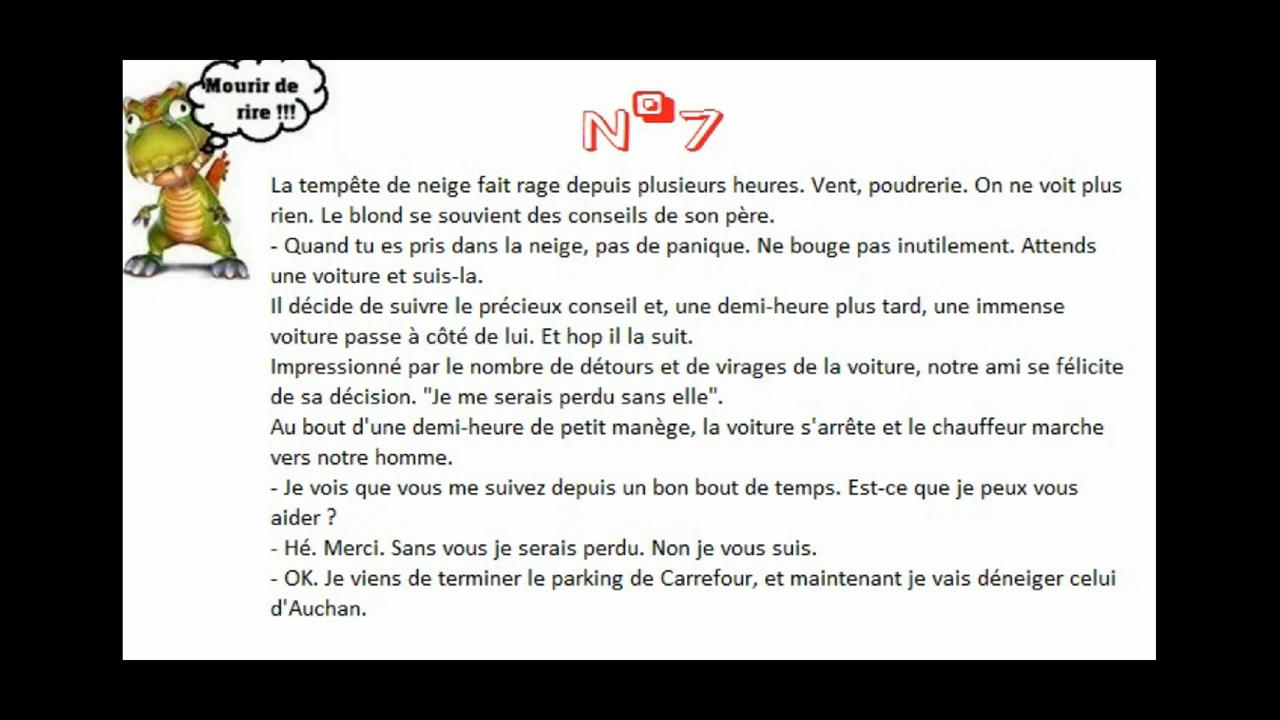 Mourir de
rire !!!
N°7
La tempête de neige fait rage depuis plusieurs heures. Vent, poudrerie. On ne voit plus
rien. Le blond se souvient des conseils de son père.
- Quand tu es pris dans la neige, pas de panique. Ne bouge pas inutilement. Attends
une voiture et suis-la.
Il décide de suivre le précieux conseil et, une demi-heure plus tard, une immense
voiture passe à côté de lui. Et hop il la suit.
Impressionné par le nombre de détours et de virages de la voiture, notre ami se félicite
de sa décision. "Je me serais perdu sans elle".
Au bout d'une demi-heure de petit manège, la voiture s'arrête et le chauffeur marche
vers notre homme.
- Je vois que vous me suivez depuis un bon bout de temps. Est-ce que je peux vous
aider ?
- Hé. Merci. Sans vous je serais perdu. Non je vous suis.
- OK. Je viens de terminer le parking de Carrefour, et maintenant je vais déneiger celui
d'Auchan.